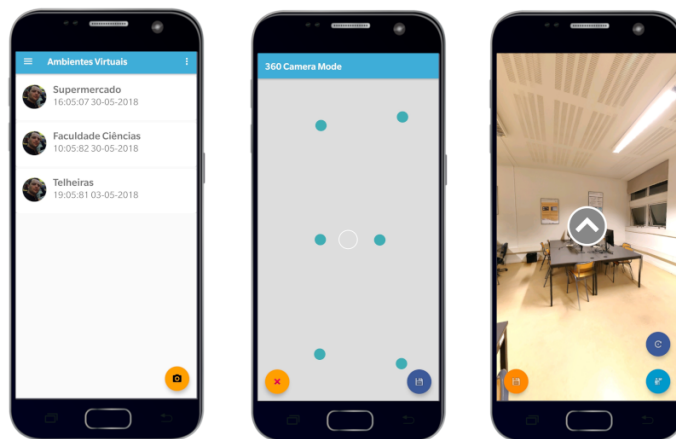 Ambientes Virtuais
Supermercado
16:05:07 30-05-2018
Faculdade Ciências
10:05:82 30-05-2018
Telheiras
19:05:81 03-05-2018
360 Camera Mode